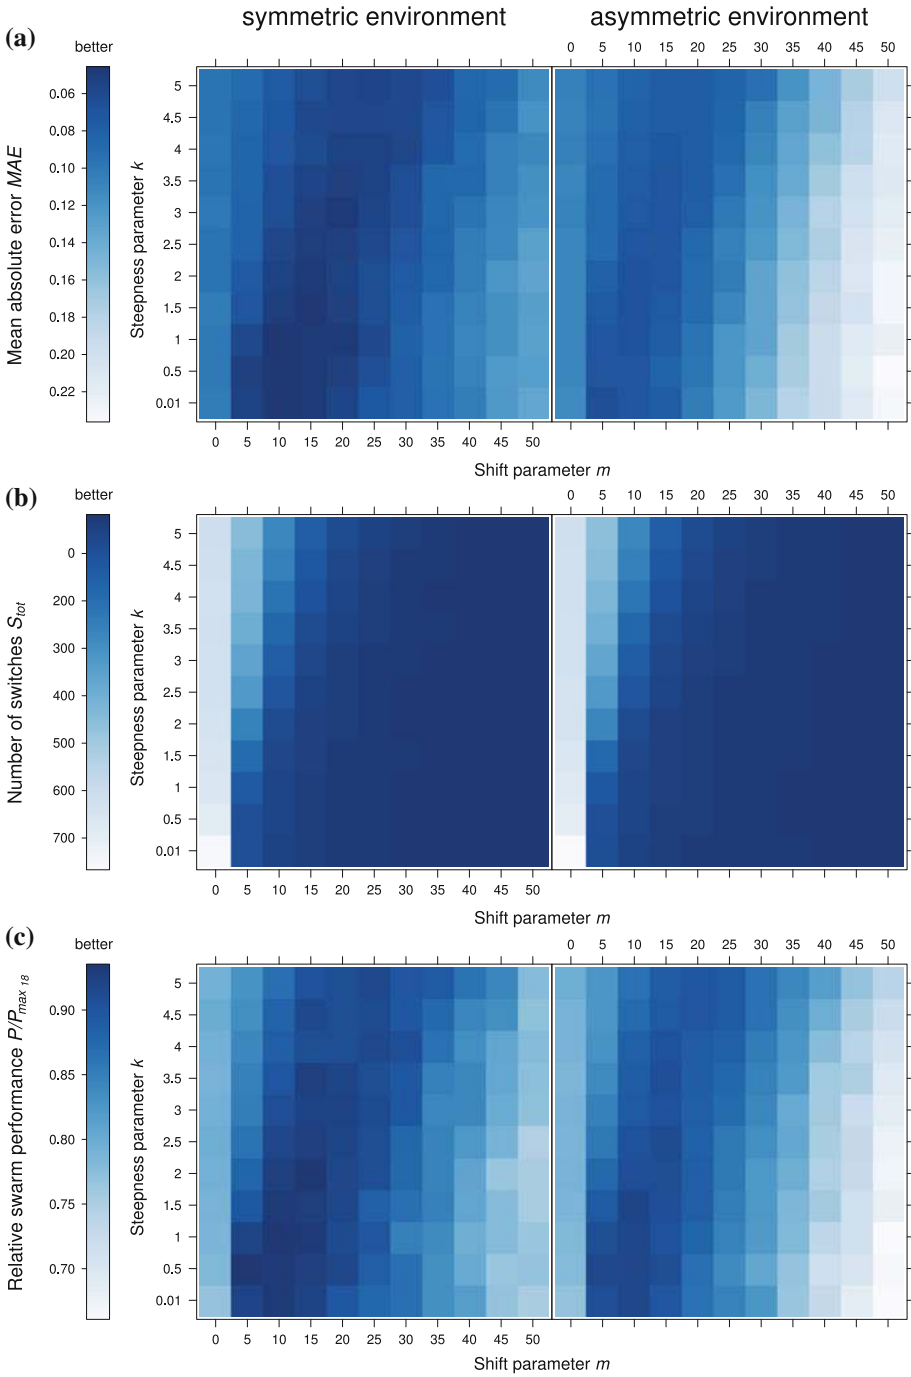 symmetric environment
asymmetric environment
(a)
better
0 5 10 15 20 25 30 35 40 45 50
0.06
0.08
0.10
0.12
0.14
0.16
0.18
0.20
0.22
Mean absolute error MAE
Steepness parameter k
5
4.5
4
3.5
3
2.5
2
1.5
1
0.5
0.01
0 5 10 15 20 25 30 35 40 45 50
Shift parameter m
(b)
better
0 5 10 15 20 25 30 35 40 45 50
0
200
300
400
500
600
700
Number of switches Stot
Steepness parameter k
5
4.5
4
3.5
3
2.5
2
1.5
1
0.5
0.01
0 5 10 15 20 25 30 35 40 45 50
Shift parameter m
(c)
better
0 5 10 15 20 25 30 35 40 45 50
0.90
0.85
0.80
0.75
0.70
Relative swarm performance P/Pmax 18
Steepness parameter k
5
4.5
4
3.5
3
2.5
2
1.5
1
0.5
0.01
0 5 10 15 20 25 30 35 40 45 50
Shift parameter m